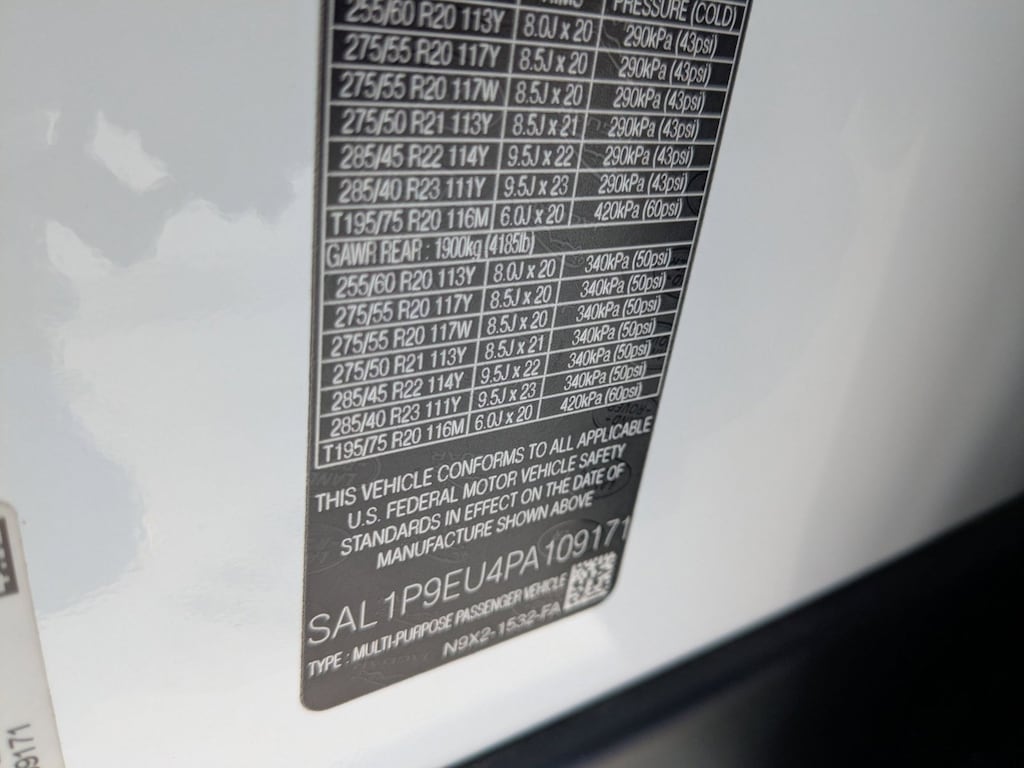 PRESSURE (COLD)
255/60 R20 113Y 8.0J x 20 290kPa (43psi)
275/55 R20 117Y 8.5J x 20 290kPa (43psi)
275/55 R20 117W 8.5J x 20 290kPa (43psi)
275/50 R21 113Y 8.5J x 21 290kPa (43psi)
285/45 R22 114Y 9.5J x 22 290kPa (43psi)
285/40 R23 111Y 9.5J x 23 290kPa (43psi)
T195/75 R20 116M 6.0J x 20 420kPa (60psi)
GAWR REAR : 1900kg (4185lb)
255/60 R20 113Y 8.0J x 20 340kPa (50psi)
275/55 R20 117Y 8.5J x 20 340kPa (50psi)
275/55 R20 117W 8.5J x 20 340kPa (50psi)
275/50 R21 113Y 8.5J x 21 340kPa (50psi)
285/45 R22 114Y 9.5J x 22 340kPa (50psi)
285/40 R23 111Y 9.5J x 23 340kPa (50psi)
T195/75 R20 116M 6.0J x 20 420kPa (60psi)
THIS VEHICLE CONFORMS TO ALL APPLICABLE
U.S. FEDERAL MOTOR VEHICLE SAFETY
STANDARDS IN EFFECT ON THE DATE OF
MANUFACTURE SHOWN ABOVE
SAL1P9EU4PA109171
TYPE : MULTI-PURPOSE PASSENGER VEHICLE
N9X2-1532-FA
9171